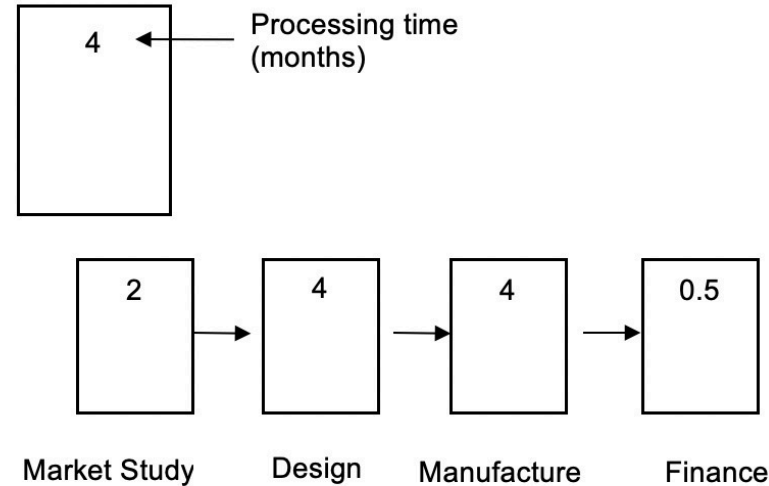 4
Processing time
(months)
2
4
4
0.5
Market Study
Design
Manufacture
Finance